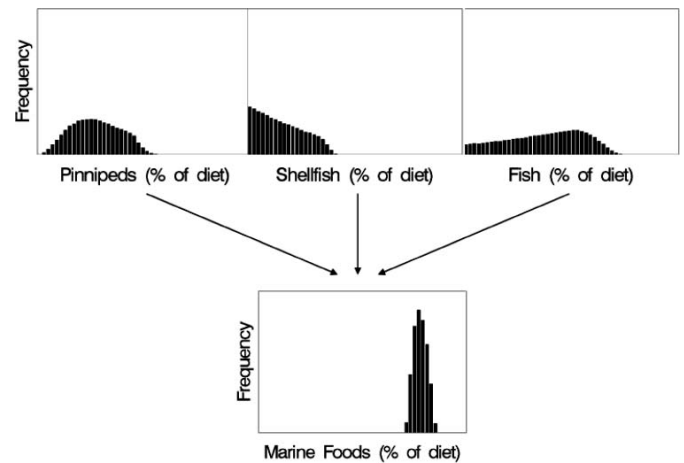 Frequency
Pinnipeds (% of diet)
Shellfish (% of diet)
Fish (% of diet)
Frequency
Marine Foods (% of diet)